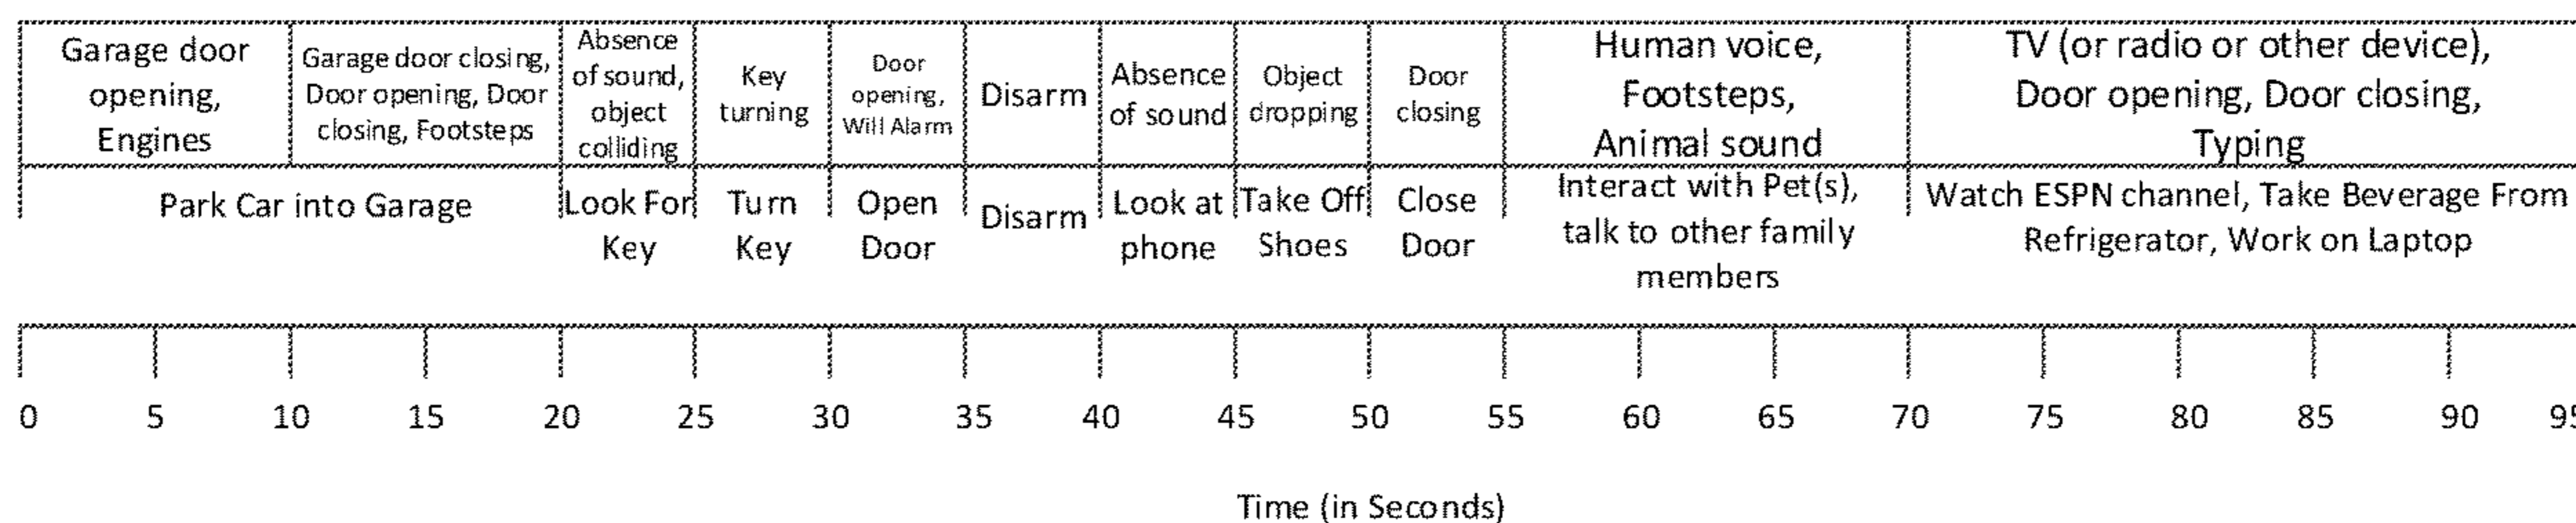 Garage door
opening,
Engines
Garage door closing,
Door opening, Door
closing, Footsteps
Absence
of sound,
object
colliding
Key
turning
Door
opening,
Will Alarm
Disarm
Absence
of sound
Object
dropping
Door
closing
Human voice,
Footsteps,
Animal sound
TV (or radio or other device),
Door opening, Door closing,
Typing
Park Car into Garage
Look For
Key
Turn
Key
Open
Door
Disarm
Look at
phone
Take Off
Shoes
Close
Door
Interact with Pet(s),
talk to other family
members
Watch ESPN channel, Take Beverage From
Refrigerator, Work on Laptop
0 5 10 15 20 25 30 35 40 45 50 55 60 65 70 75 80 85 90 95
Time (in Seconds)